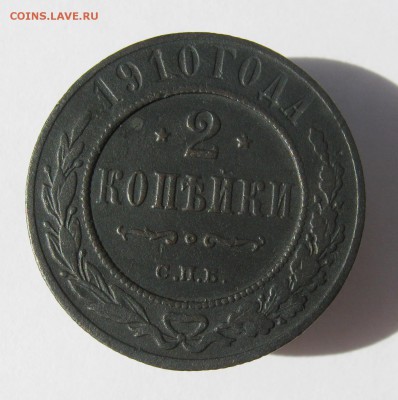 COINS.LAVE.RU
1910 ГОДА
2
КОПѢЙКИ
С.П.Б.